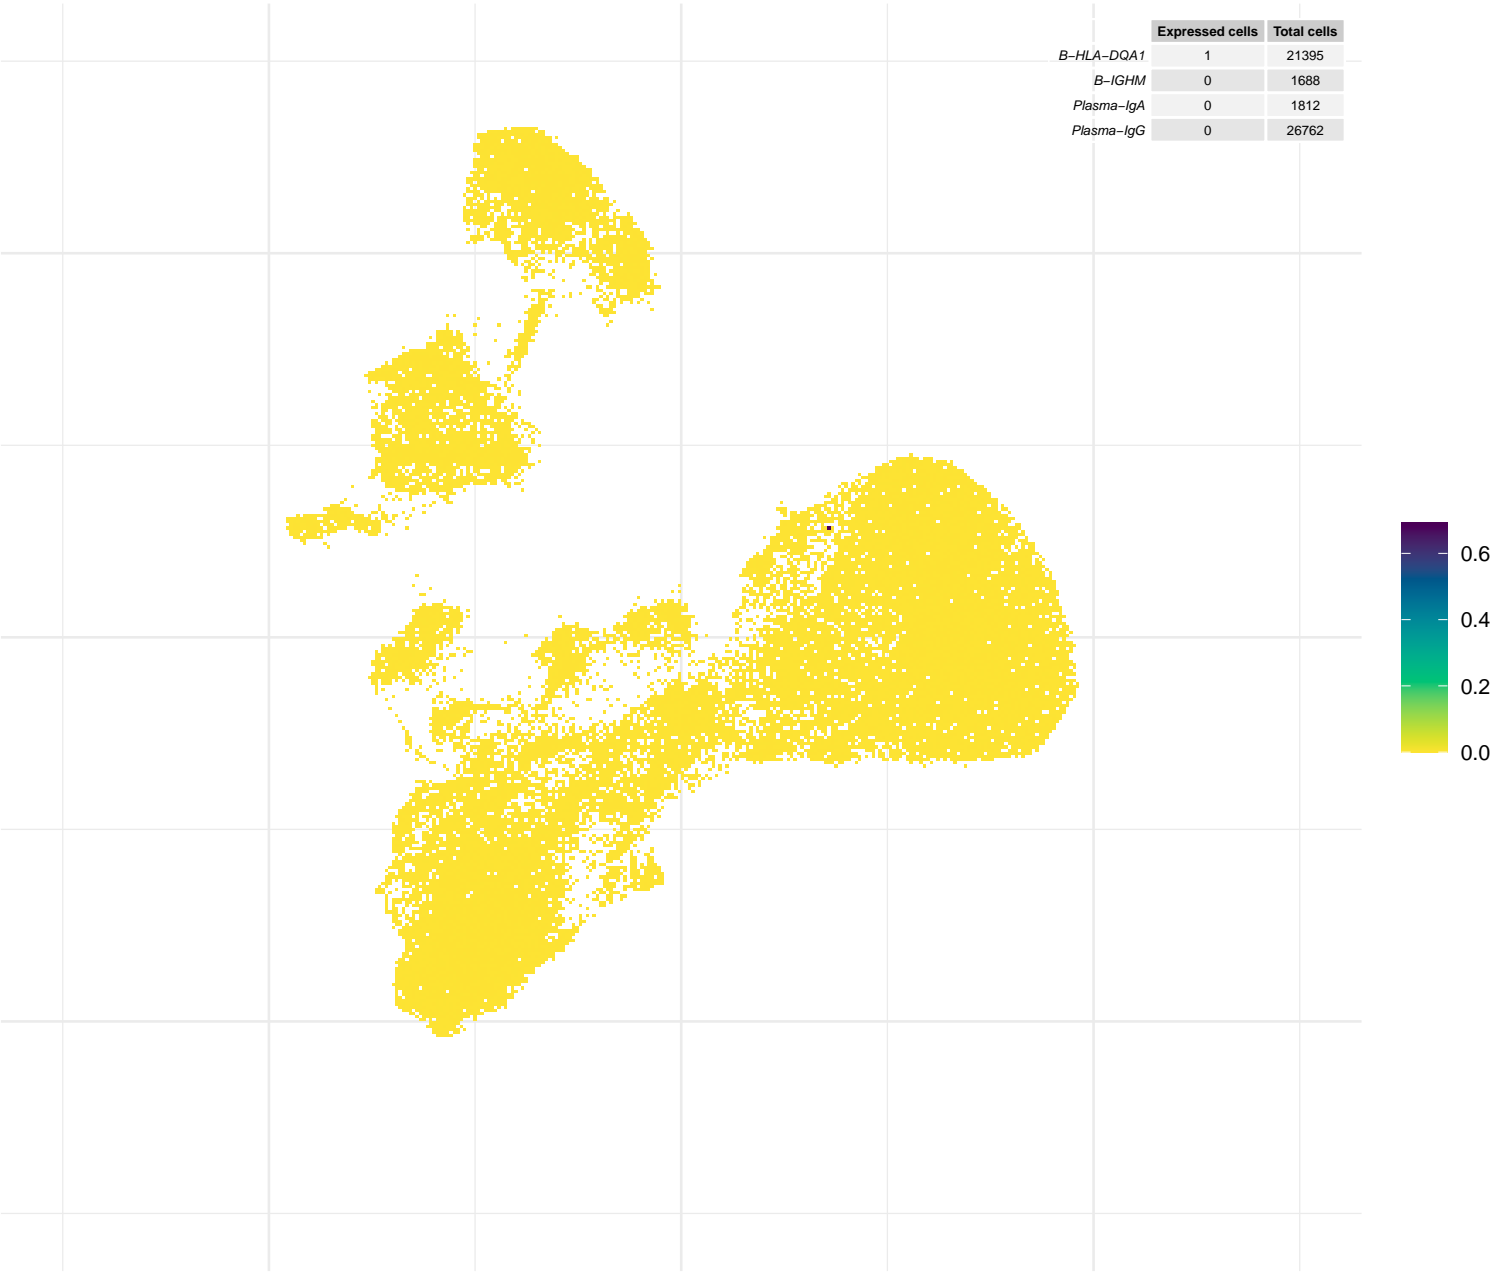 Expressed cells Total cells
B−HLA−DQA1 1 21395
B−IGHM 0 1688
Plasma−IgA 0 1812
Plasma−IgG 0 26762
0.6
0.4
0.2
0.0